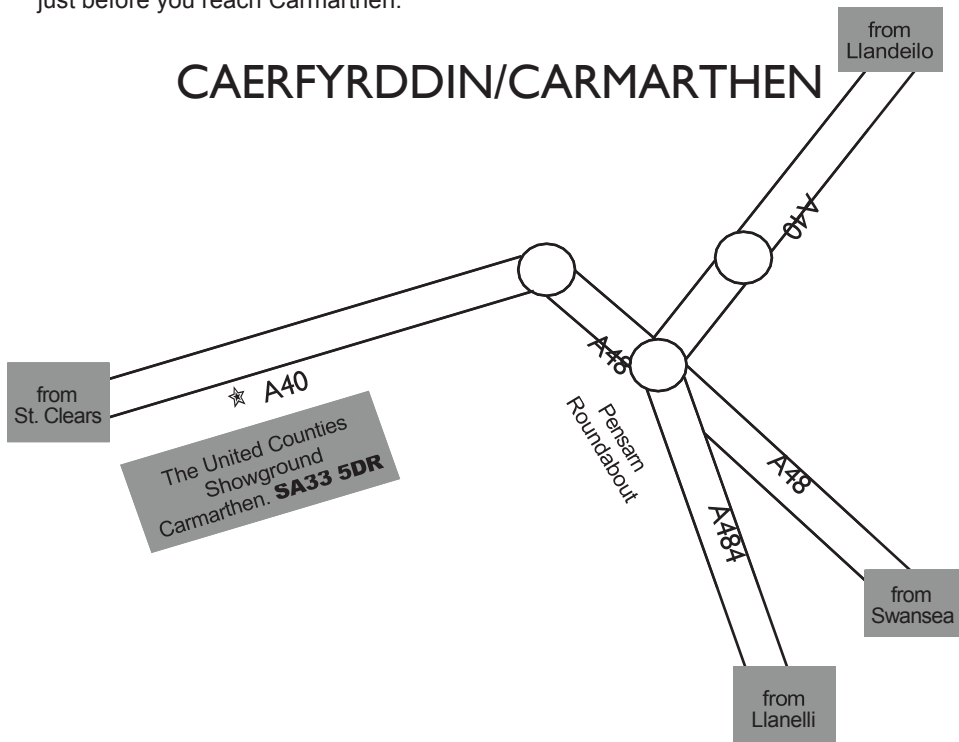 just before you reach Carmarthen.
from
Llandeilo
CAERFYRDDIN/CARMARTHEN
A40
A48
from
St. Clears
A40
The United Counties
Showground
Carmarthen. SA33 5DR
Pensarn
Roundabout
A48
A484
from
Swansea
from
Llanelli